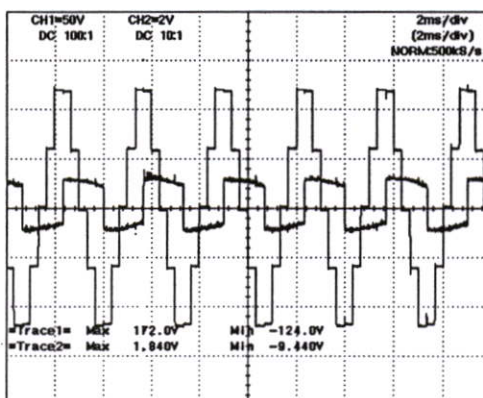 CH1=50V CH2=2V 2ms/div
DC 100:1 DC 10:1 (2ms/div)
NORM:500kS/s
=Trace1= Max 172.0V Min -124.0V
=Trace2= Max 1.840V Min -9.440V